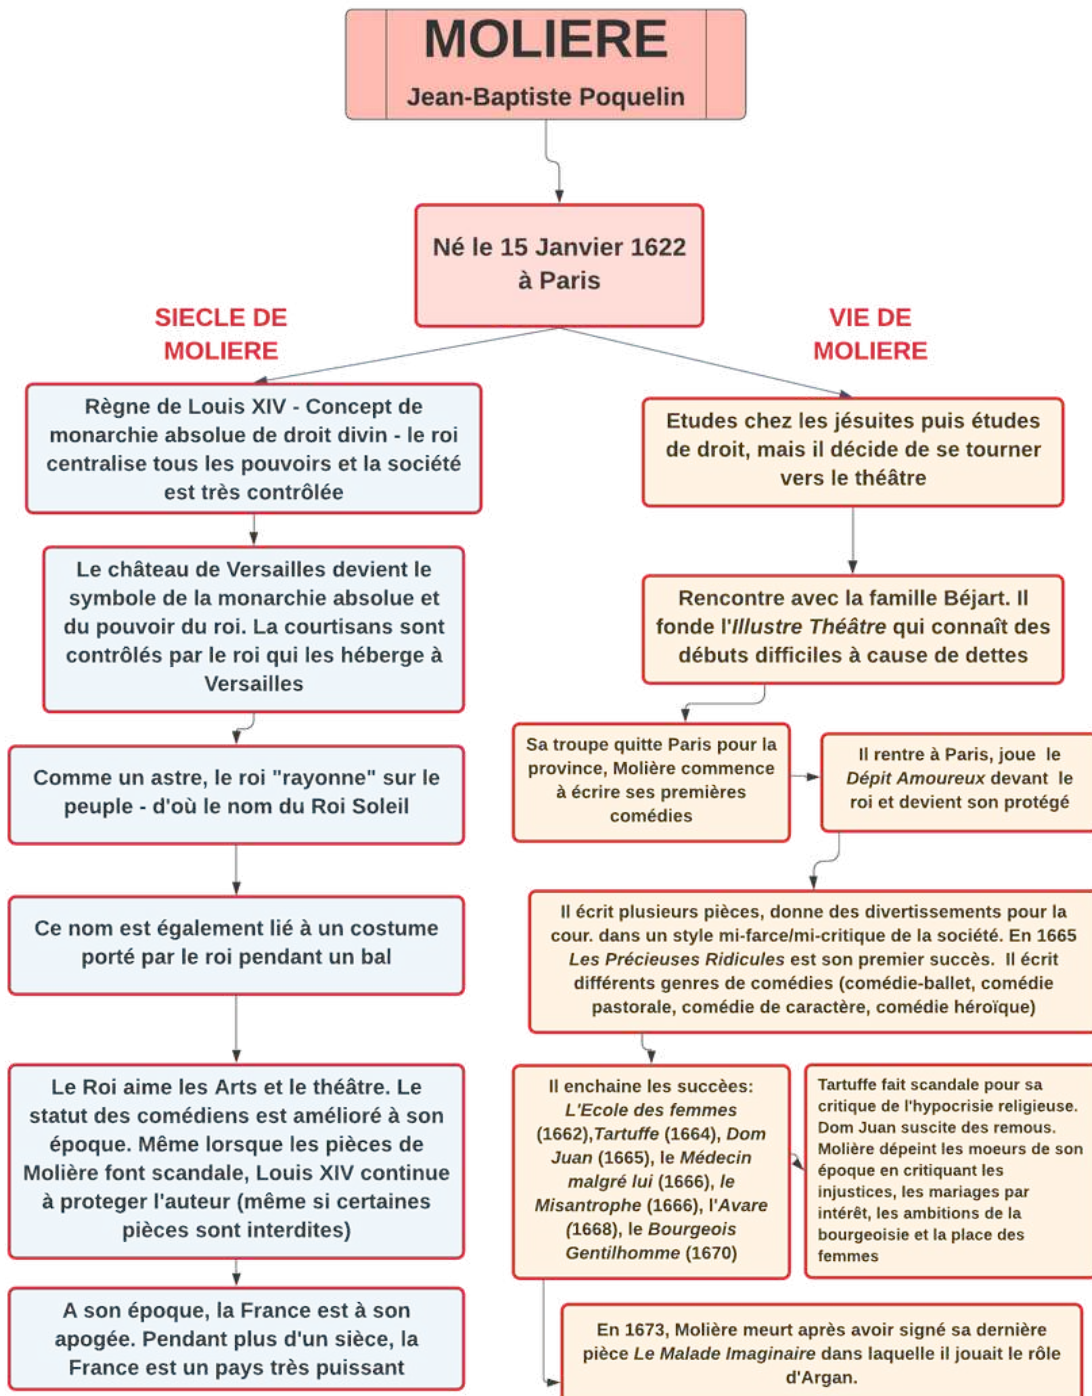 MOLIERE
Jean-Baptiste Poquelin
Né le 15 Janvier 1622
à Paris
SIECLE DE
MOLIERE
Règne de Louis XIV - Concept de
monarchie absolue de droit divin - le roi
centralise tous les pouvoirs et la société
est très contrôlée
Le château de Versailles devient le
symbole de la monarchie absolue et
du pouvoir du roi. La courtisans sont
contrôlés par le roi qui les héberge à
Versailles
Comme un astre, le roi "rayonne" sur le
peuple - d'où le nom du Roi Soleil
Ce nom est également lié à un costume
porté par le roi pendant un bal
Le Roi aime les Arts et le théâtre. Le
statut des comédiens est amélioré à son
époque. Même lorsque les pièces de
Molière font scandale, Louis XIV continue
à proteger l'auteur (même si certaines
pièces sont interdites)
A son époque, la France est à son
apogée. Pendant plus d'un sièce, la
France est un pays très puissant
VIE DE
MOLIERE
Etudes chez les jésuites puis études
de droit, mais il décide de se tourner
vers le théâtre
Rencontre avec la famille Béjart. Il
fonde l'Illustre Théâtre qui connaît des
débuts difficiles à cause de dettes
Sa troupe quitte Paris pour la
province, Molière commence
à écrire ses premières
comédies
Il rentre à Paris, joue le
Dépit Amoureux devant le
roi et devient son protégé
Il écrit plusieurs pièces, donne des divertissements pour la
cour. dans un style mi-farce/mi-critique de la société. En 1665
Les Précieuses Ridicules est son premier succès. Il écrit
différents genres de comédies (comédie-ballet, comédie
pastorale, comédie de caractère, comédie héroïque)
Il enchaine les succèes:
L'Ecole des femmes
(1662),Tartuffe (1664), Dom
Juan (1665), le Médecin
malgré lui (1666), le
Misantrophe (1666), l'Avare
(1668), le Bourgeois
Gentilhomme (1670)
Tartuffe fait scandale pour sa
critique de l'hypocrisie religieuse.
Dom Juan suscite des remous.
Molière dépeint les moeurs de son
époque en critiquant les
injustices, les mariages par
intérêt, les ambitions de la
bourgeoisie et la place des
femmes
En 1673, Molière meurt après avoir signé sa dernière
pièce Le Malade Imaginaire dans laquelle il jouait le rôle
d'Argan.